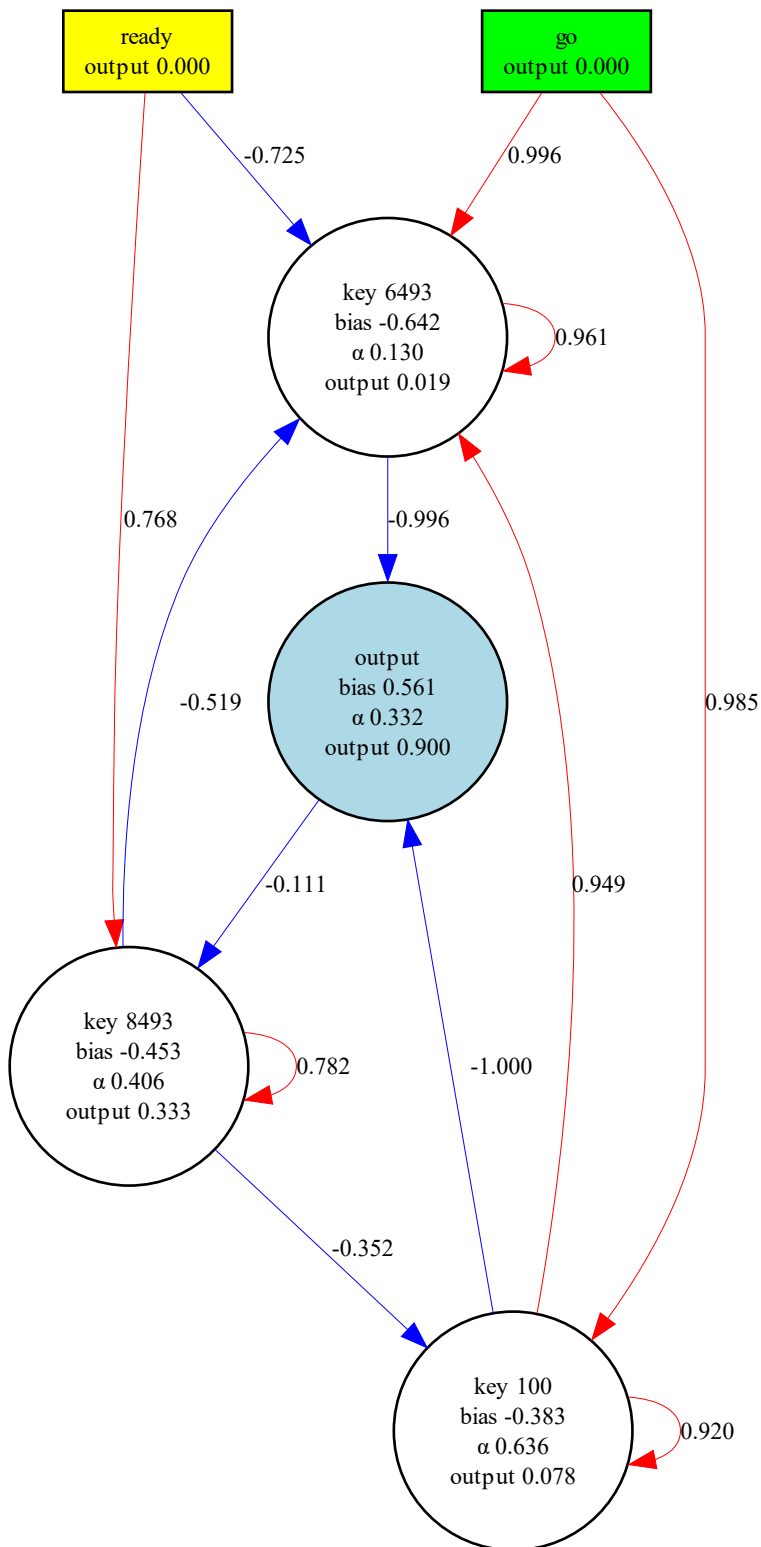 ready
output 0.000
go
output 0.000
-0.725
0.996
key 6493
bias -0.642
α 0.130
output 0.019
0.961
0.768
-0.996
-0.519
output
bias 0.561
α 0.332
output 0.900
0.985
-0.111
0.949
key 8493
bias -0.453
α 0.406
output 0.333
0.782
-1.000
-0.352
key 100
bias -0.383
α 0.636
output 0.078
0.920